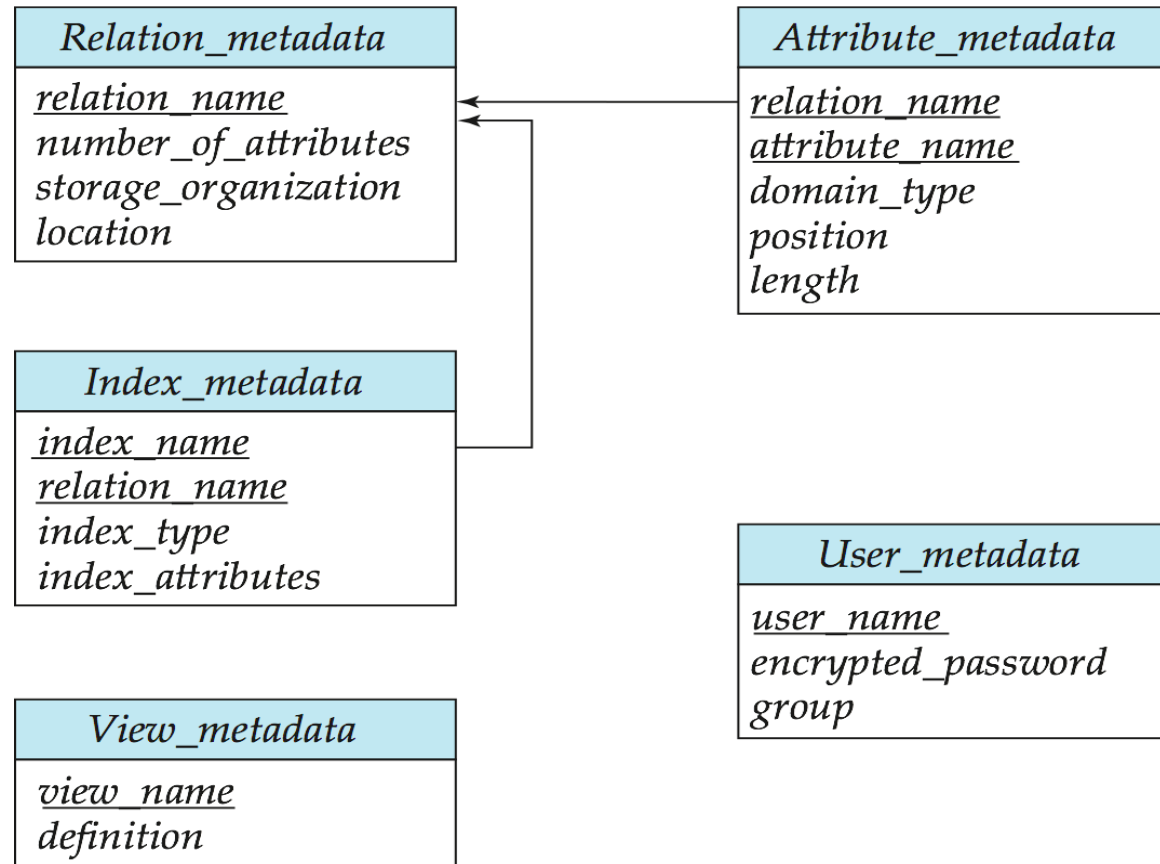 Relation_metadata
relation_name
number_of_attributes
storage_organization
location
Attribute_metadata
relation_name
attribute_name
domain_type
position
length
Index_metadata
index_name
relation_name
index_type
index_attributes
User_metadata
user_name
encrypted_password
group
View_metadata
view_name
definition